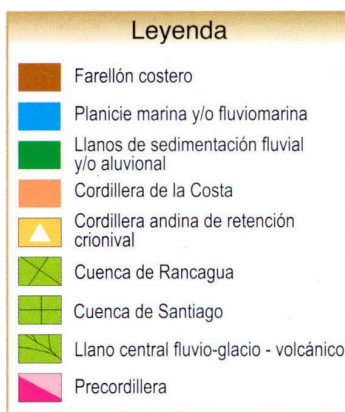 Leyenda
Farellón costero
Planicie marina y/o fluviomarina
Llanos de sedimentación fluvial
y/o aluvional
Cordillera de la Costa
Cordillera andina de retención
crionival
Cuenca de Rancagua
Cuenca de Santiago
Llano central fluvio-glacio - volcánico
Precordillera